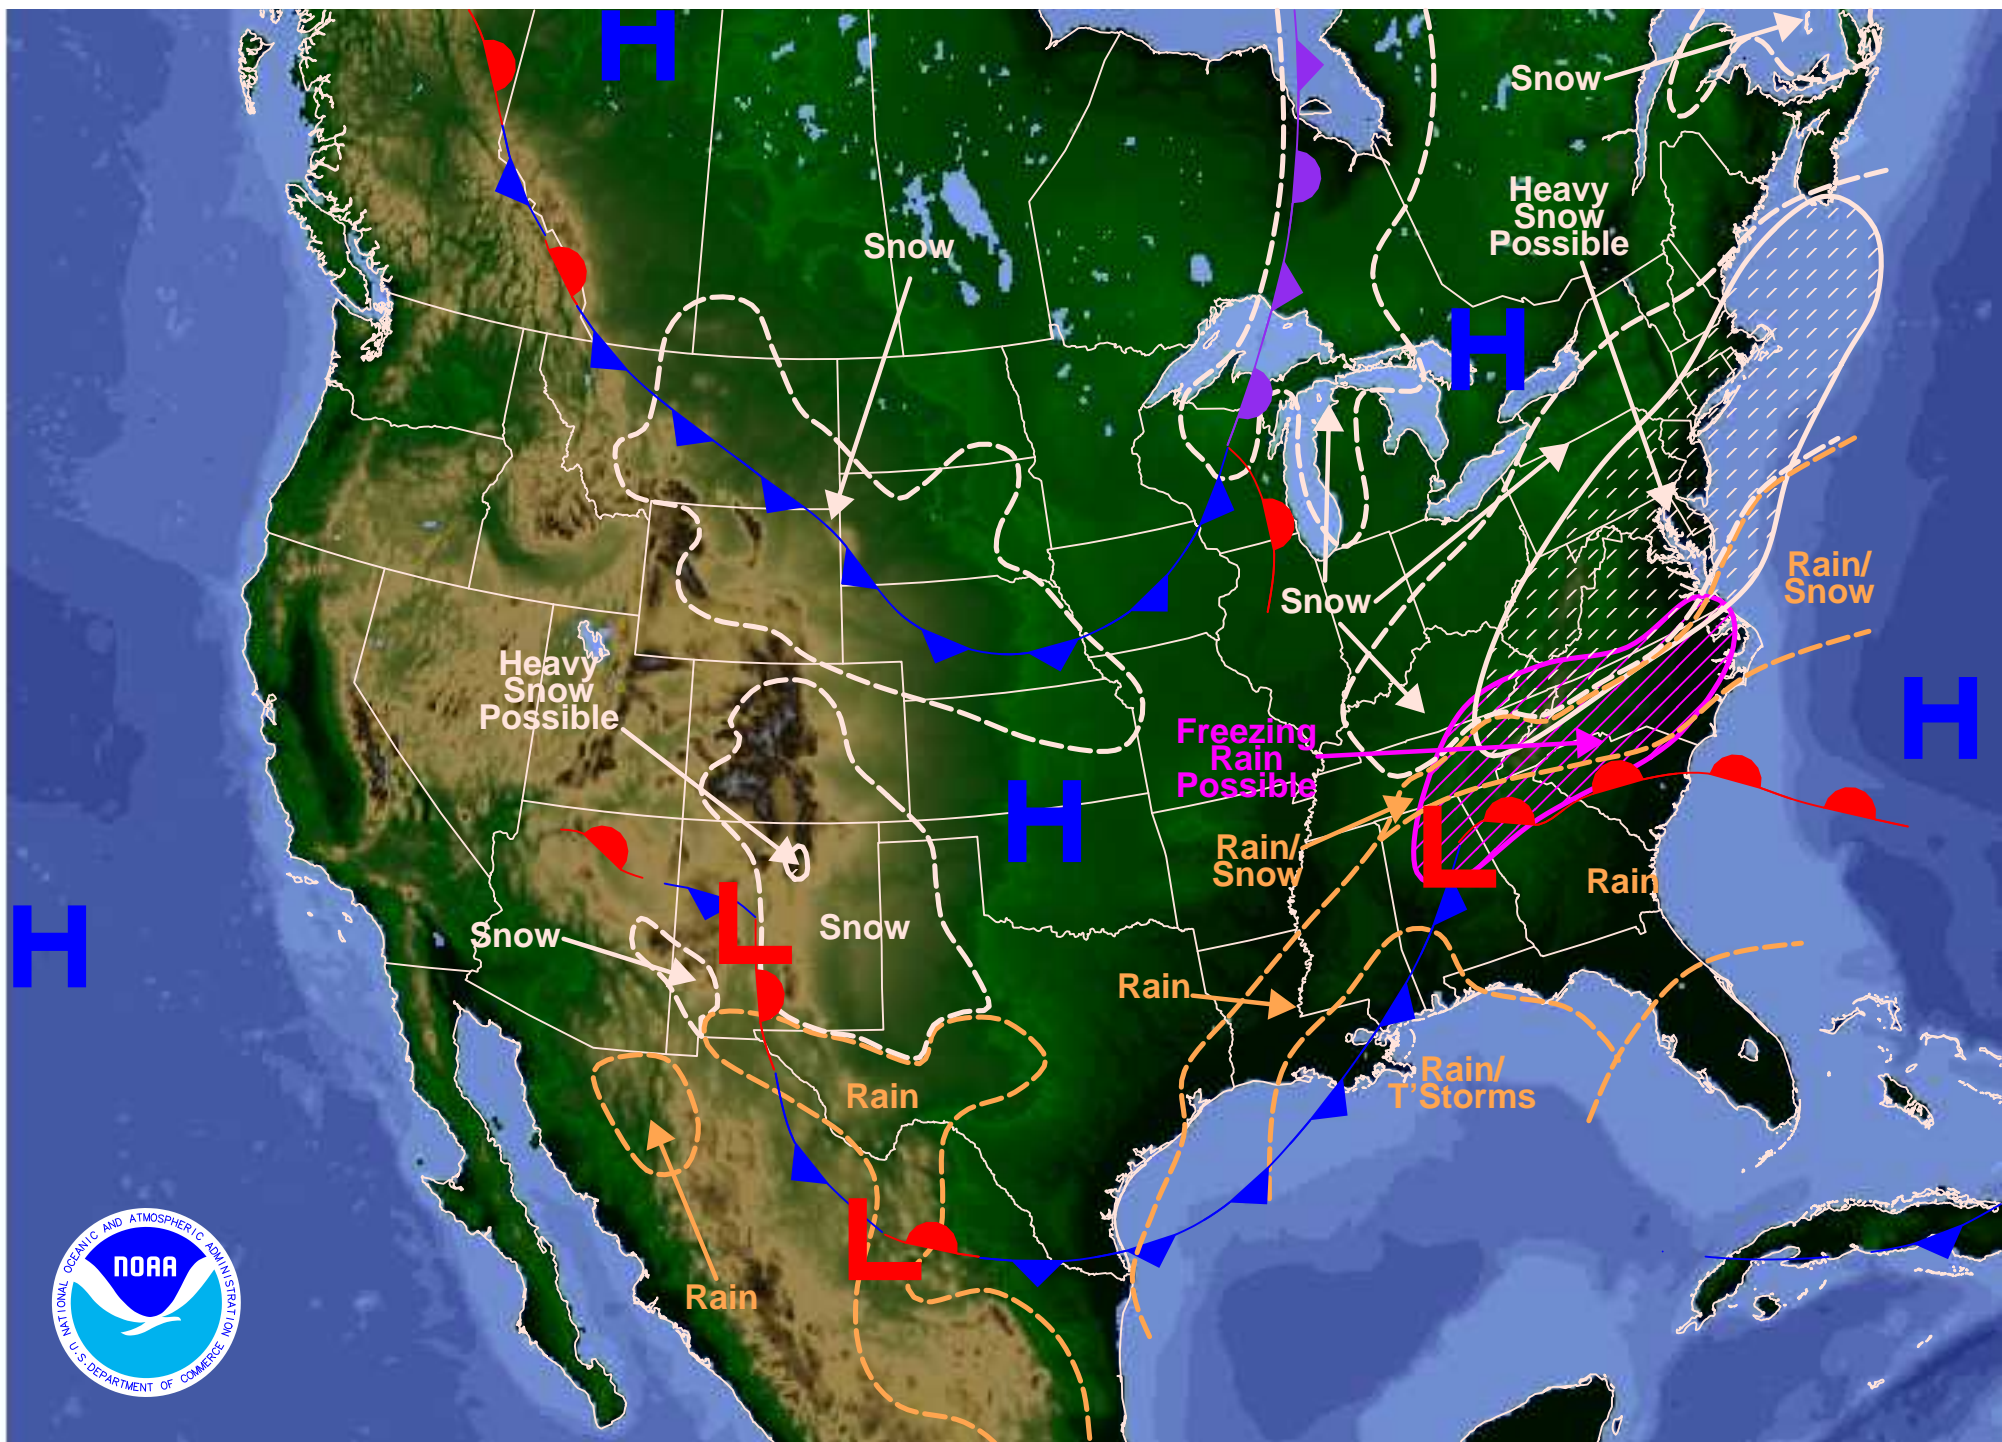 H
Snow
Heavy
Snow
Possible
Snow
H
Rain/
Snow
Snow
Heavy
Snow
Possible
H
Freezing
Rain
Possible
H
L
Rain/
Snow
Rain
L
Snow
Snow
H
Rain
Rain/
T'Storms
Rain
L
Rain
NATIONAL OCEANIC AND ATMOSPHERIC ADMINISTRATION
NOAA
U.S. DEPARTMENT OF COMMERCE